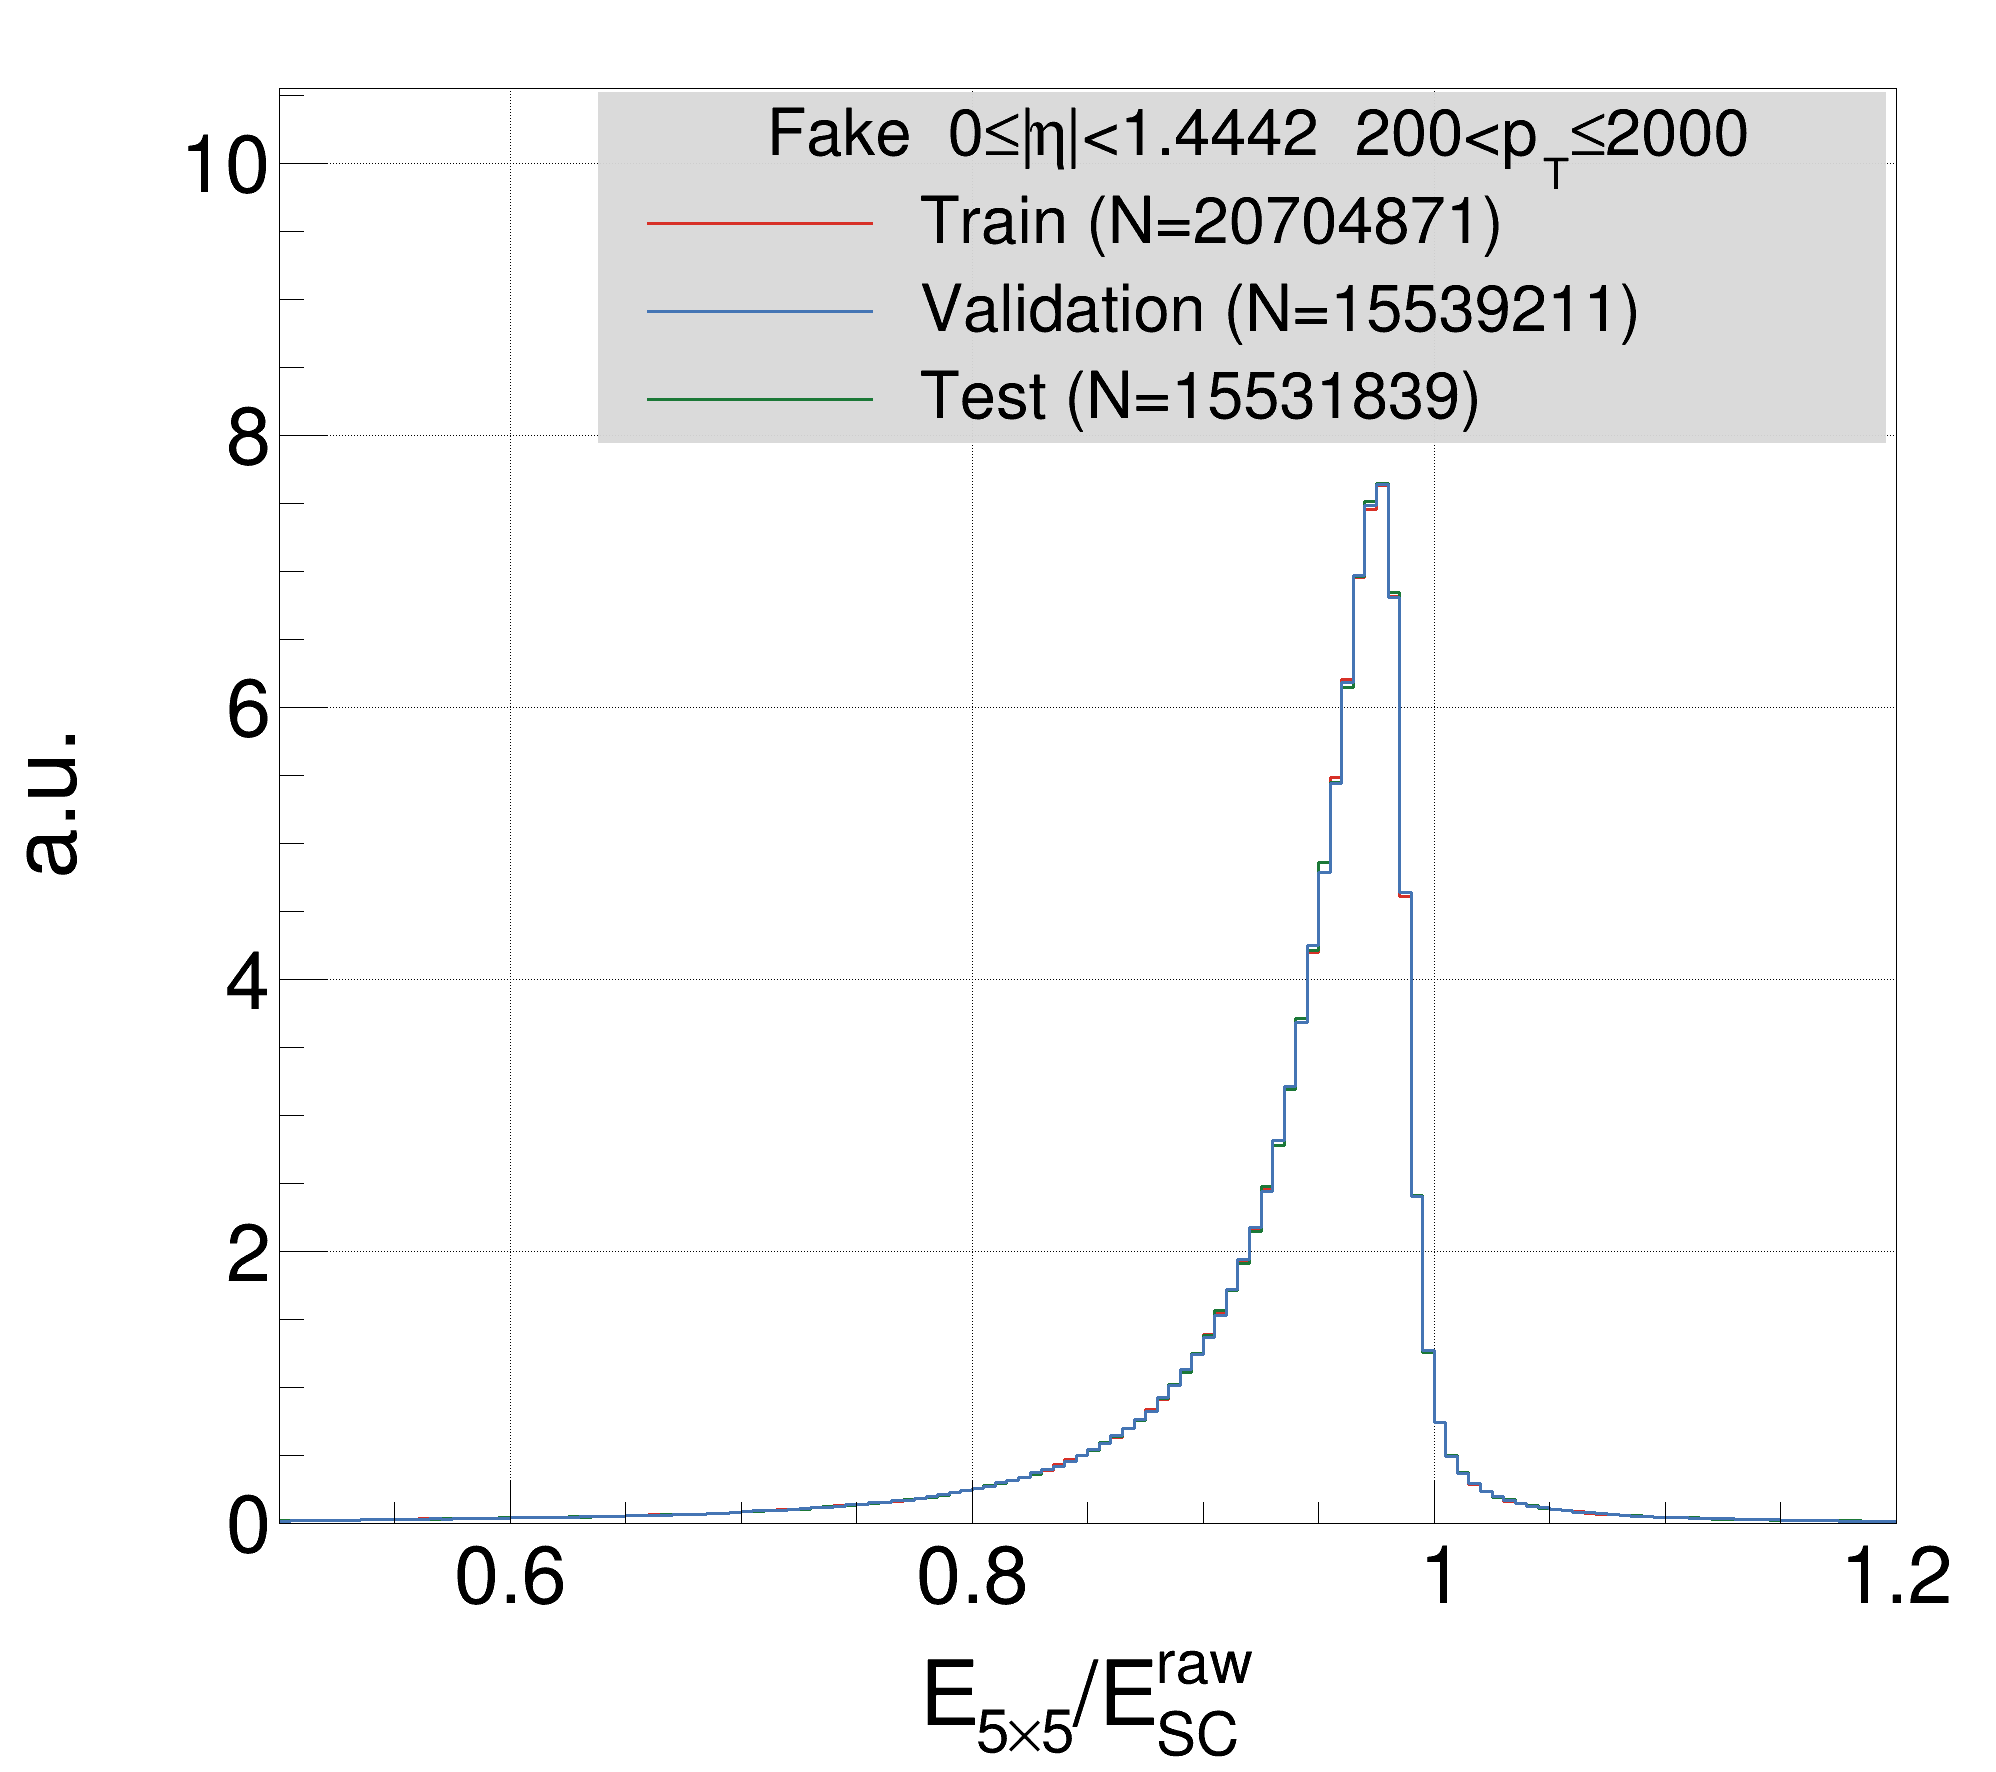 Fake 0≤|η|<1.4442 200<p_T≤2000
Train (N=20704871)
Validation (N=15539211)
Test (N=15531839)
10
8
6
4
2
0
a.u.
0.6 0.8 1 1.2
E_5×5/E_SC^raw